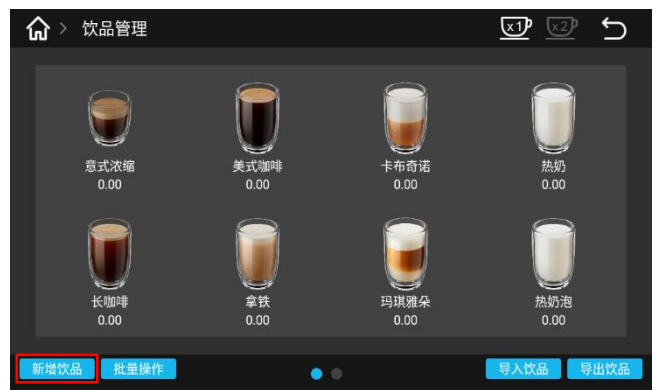 > 饮品管理 x1 x2
意式浓缩 美式咖啡 卡布奇诺 热奶
0.00 0.00 0.00 0.00
长咖啡 拿铁 玛琪雅朵 热奶泡
0.00 0.00 0.00 0.00
新增饮品 批量操作 导入饮品 导出饮品